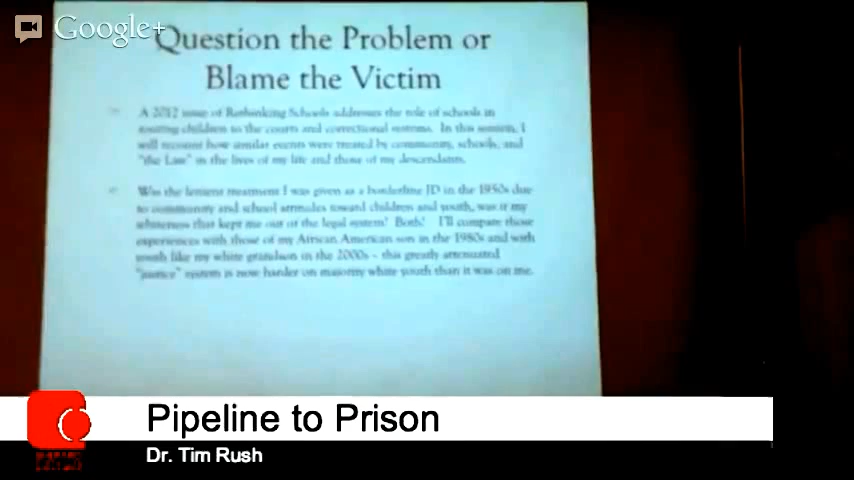 Google+
Question the Problem or
Blame the Victim
A 2012 issue of Rethinking Schools addresses the role of schools in
routing children to the courts and correctional systems. In this session, I
will recount how similar events were treated by community, schools, and
"the Law" in the lives of my life and those of my descendants.
Was the lenient treatment I was given as a borderline JD in the 1950s due
to community and school attitudes toward children and youth, was it my
whiteness that kept me out of the legal system? Both! I'll compare those
experiences with those of my African American son in the 1980s and with
youth like my white grandson in the 2000s – this greatly attenuated
"justice" system is now harder on majority white youth than it was on me.
Pipeline to Prison
Dr. Tim Rush